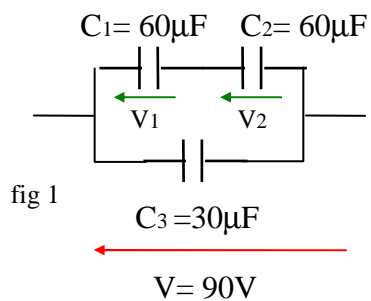 C₁= 60µF C₂= 60µF
V₁ V₂
fig 1
C₃ =30µF
V= 90V